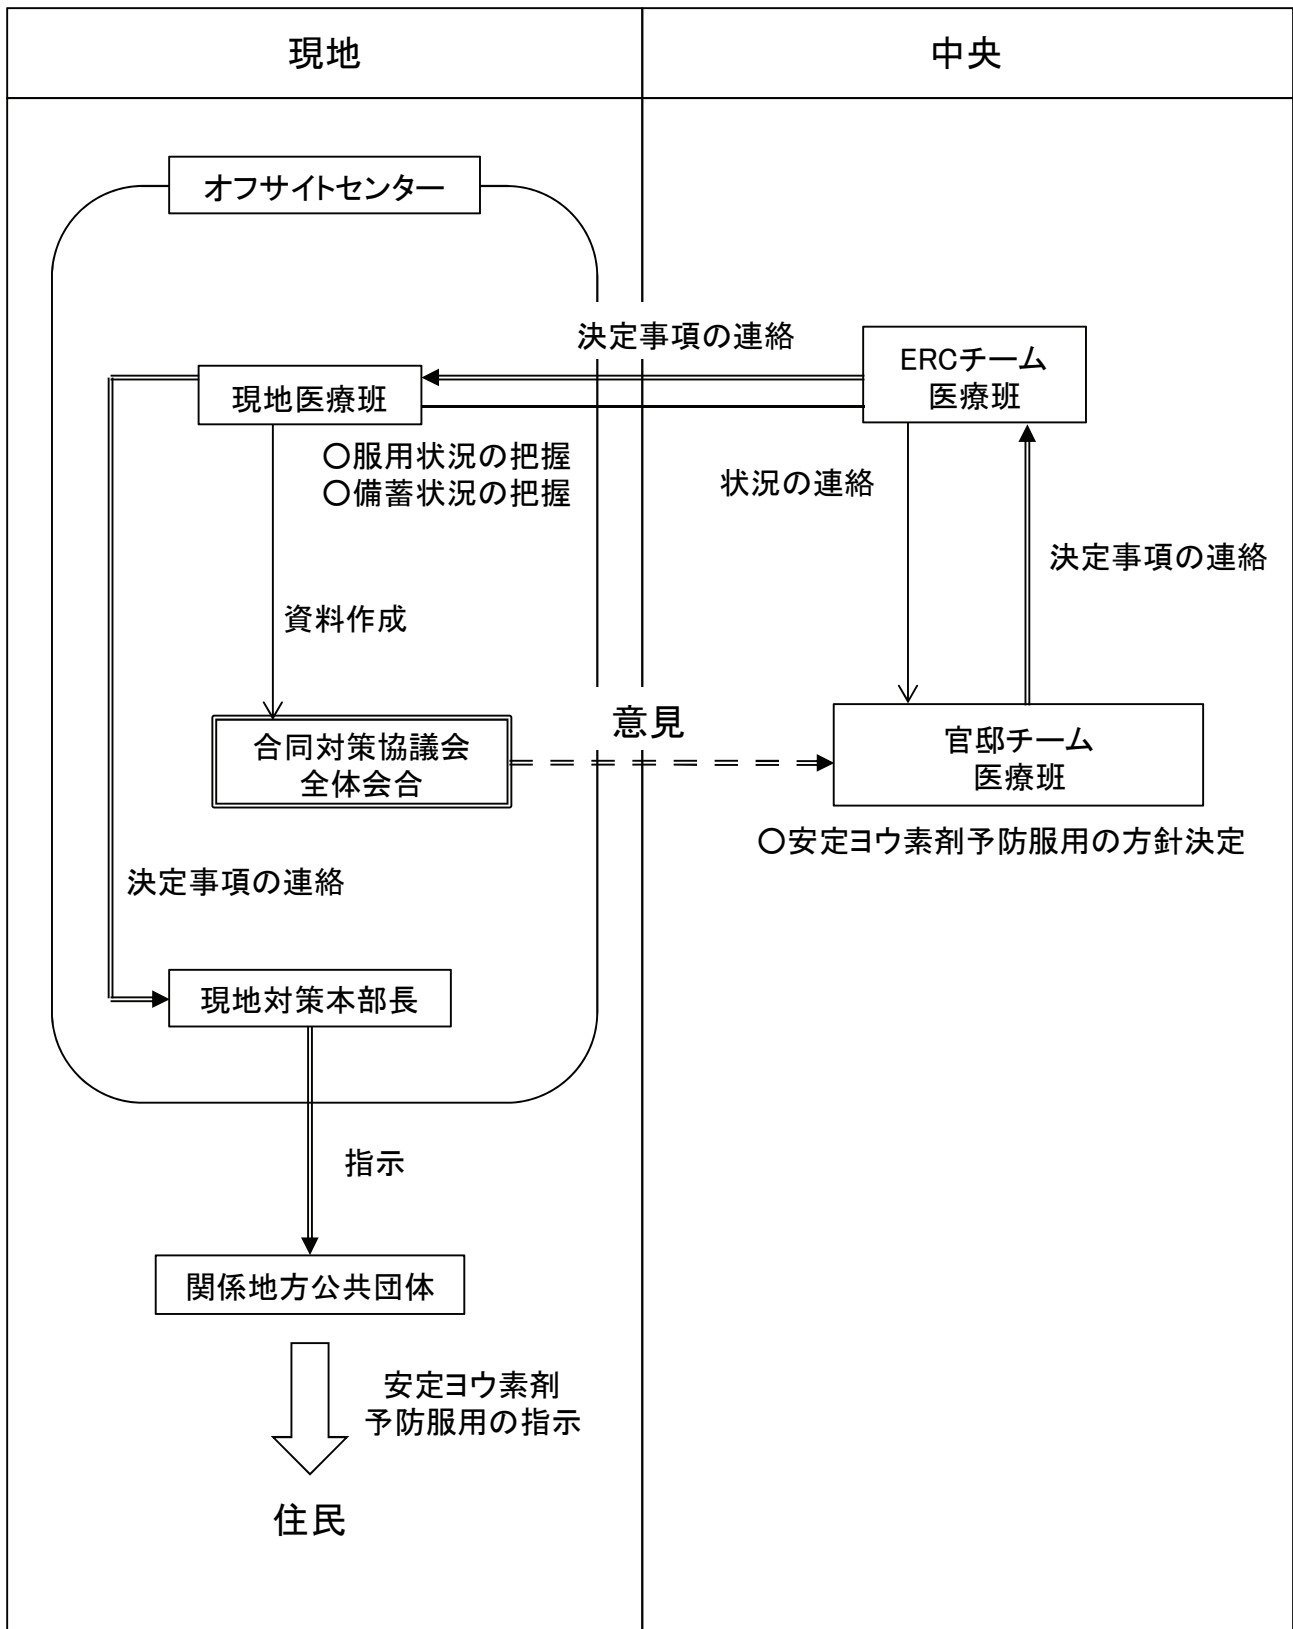 現地
中央
オフサイトセンター
決定事項の連絡
ERCチーム
医療班
現地医療班
〇服用状況の把握
〇備蓄状況の把握
状況の連絡
決定事項の連絡
資料作成
意見
合同対策協議会
全体会合
官邸チーム
医療班
〇安定ヨウ素剤予防服用の方針決定
決定事項の連絡
現地対策本部長
指示
関係地方公共団体
安定ヨウ素剤
予防服用の指示
住民